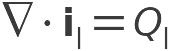 ∇ · i_l = Q_l